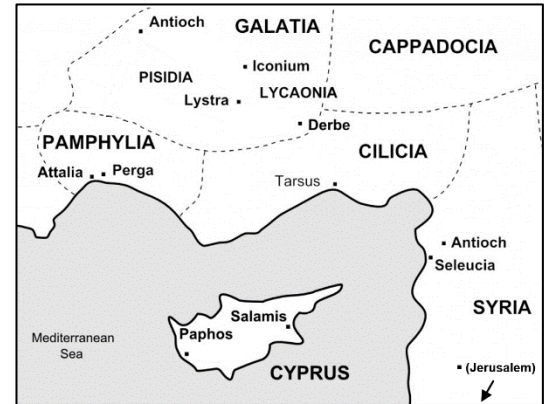 Antioch
GALATIA
CAPPADOCIA
PISIDIA
Iconium
Lystra
LYCAONIA
Derbe
PAMPHYLIA
CILICIA
Attalia
Perga
Tarsus
Antioch
Seleucia
SYRIA
Salamis
Paphos
Mediterranean
Sea
CYPRUS
(Jerusalem)